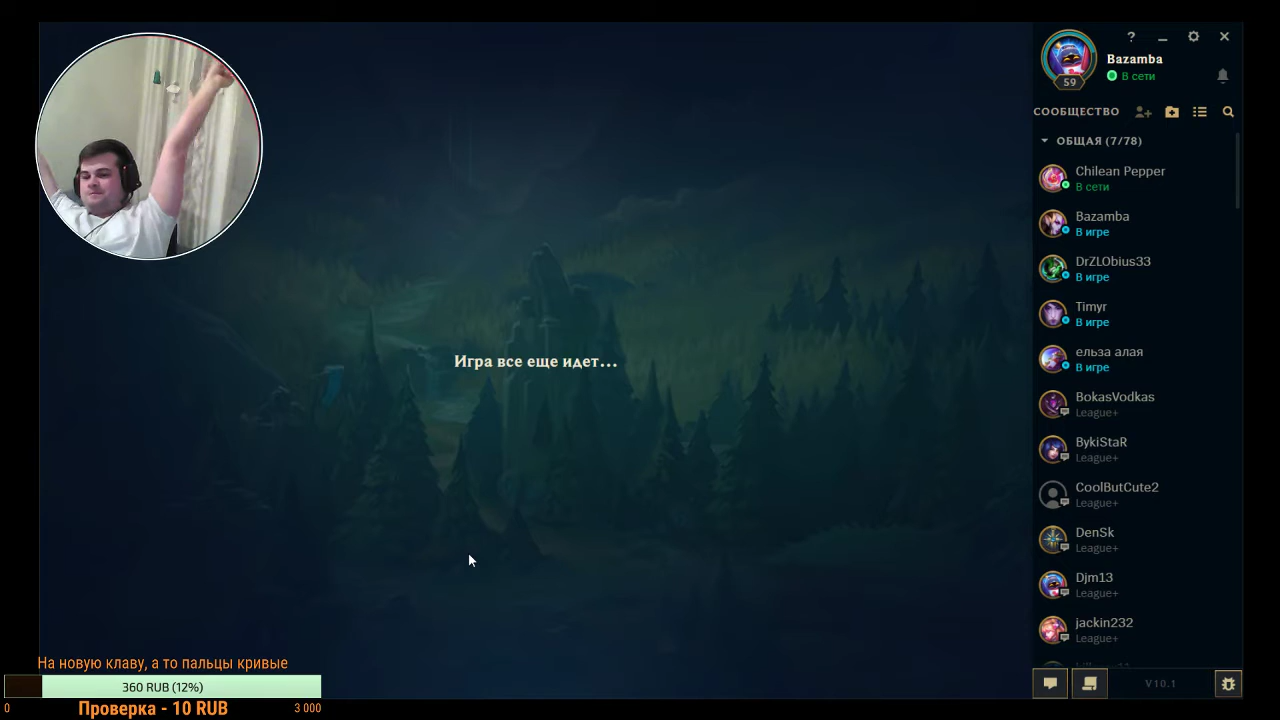 Bazamba
59
В сети
СООБЩЕСТВО
ОБЩАЯ (7/78)
Chilean Pepper
В сети
Bazamba
В игре
DrZLObius33
В игре
Timyr
В игре
ельза алая
В игре
BokasVodkas
League+
BykiStaR
League+
CoolButCute2
League+
DenSk
League+
Djm13
League+
jackin232
League+
V10.1
Игра все еще идет...
На новую клаву, а то пальцы кривые
360 RUB (12%)
0
Проверка - 10 RUB
3 000